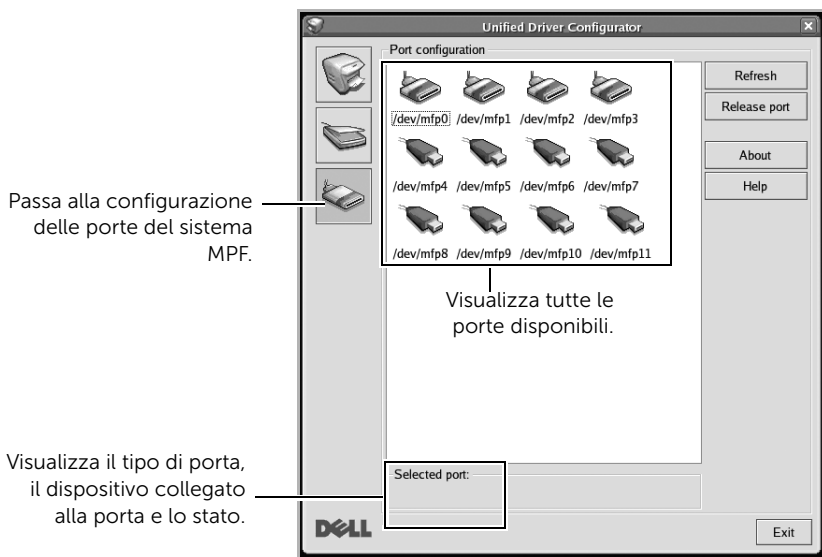 Unified Driver Configurator
Port configuration
/dev/mfp0 /dev/mfp1 /dev/mfp2 /dev/mfp3
/dev/mfp4 /dev/mfp5 /dev/mfp6 /dev/mfp7
/dev/mfp8 /dev/mfp9 /dev/mfp10 /dev/mfp11
Refresh
Release port
About
Help
Passa alla configurazione
delle porte del sistema
MPF.
Visualizza tutte le
porte disponibili.
Visualizza il tipo di porta,
il dispositivo collegato
alla porta e lo stato.
Selected port:
DELL
Exit